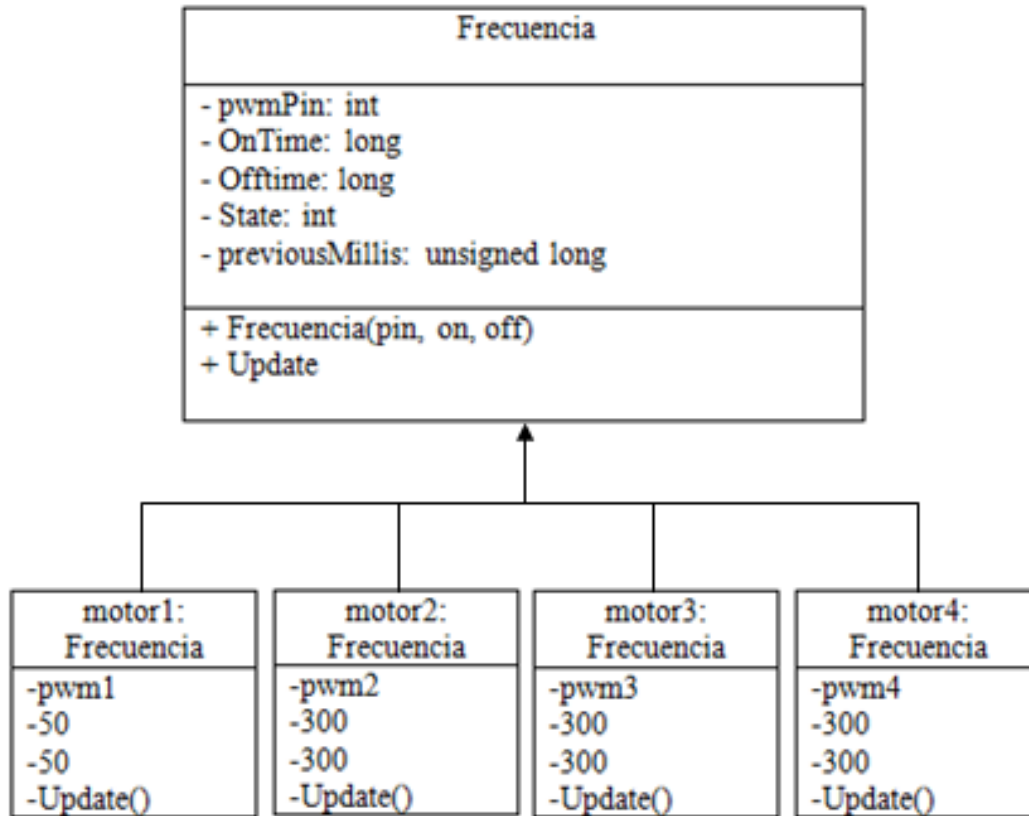 Frecuencia
- pwmPin: int
- OnTime: long
- Offtime: long
- State: int
- previousMillis: unsigned long
+ Frecuencia(pin, on, off)
+ Update
motor1:
Frecuencia
-pwm1
-50
-50
-Update()
motor2:
Frecuencia
-pwm2
-300
-300
-Update()
motor3:
Frecuencia
-pwm3
-300
-300
-Update()
motor4:
Frecuencia
-pwm4
-300
-300
-Update()